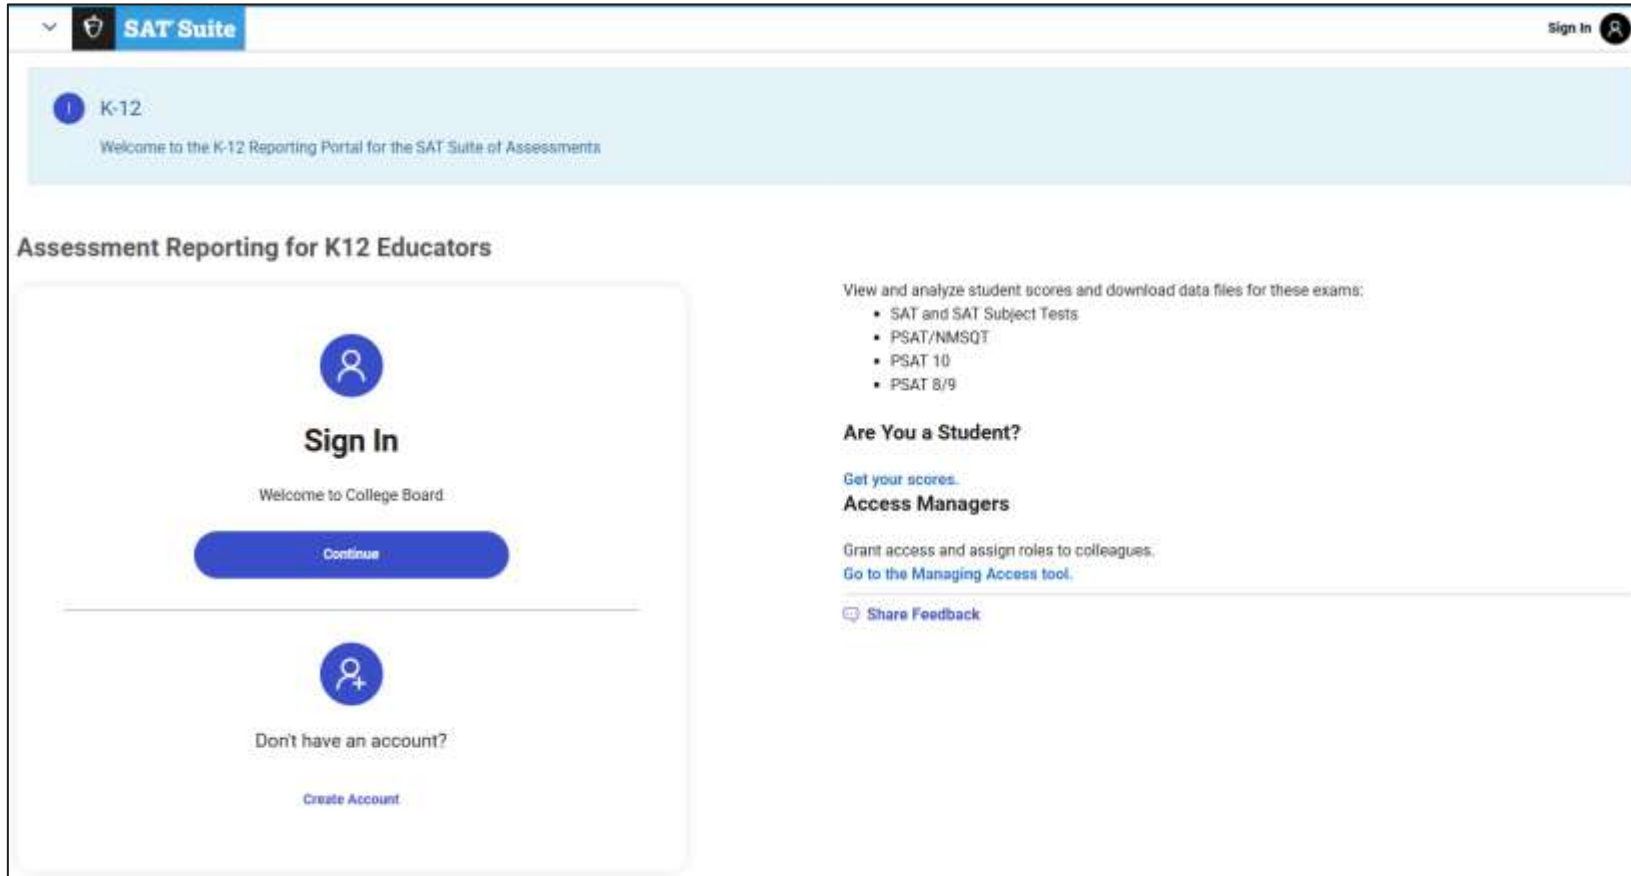 SAT Suite
Sign In
K-12
Welcome to the K-12 Reporting Portal for the SAT Suite of Assessments
Assessment Reporting for K12 Educators
Sign In
Welcome to College Board
Continue
Don't have an account?
Create Account
View and analyze student scores and download data files for these exams:
• SAT and SAT Subject Tests
• PSAT/NMSQT
• PSAT 10
• PSAT 8/9
Are You a Student?
Get your scores.
Access Managers
Grant access and assign roles to colleagues.
Go to the Managing Access tool.
Share Feedback